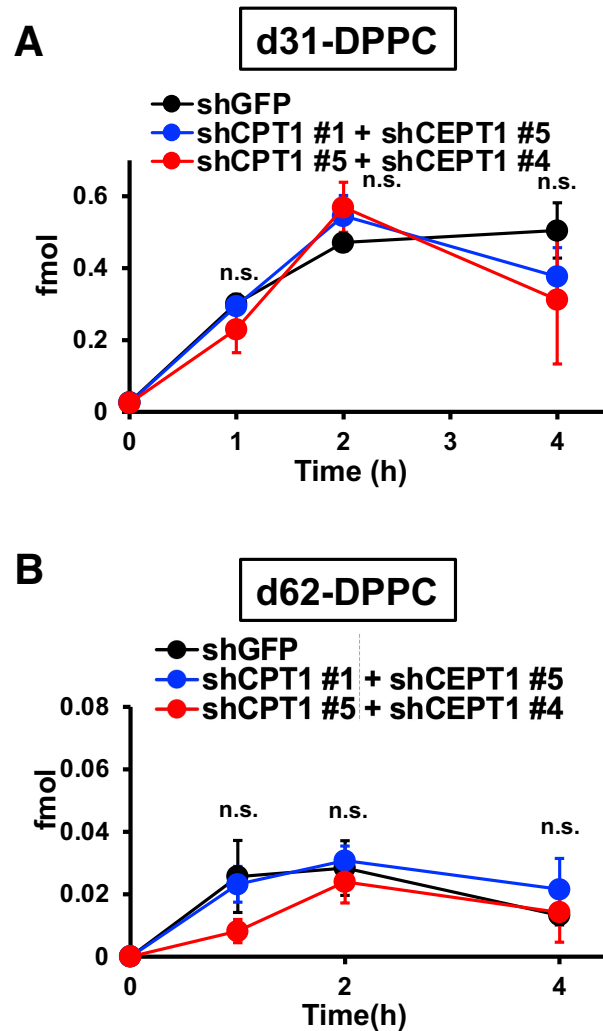 A
d31-DPPC
shGFP
shCPT1 #1 + shCEPT1 #5
shCPT1 #5 + shCEPT1 #4
n.s.
n.s.
n.s.
0.6
0.4
0.2
0
fmol
0 1 2 3 4
Time (h)
B
d62-DPPC
shGFP
shCPT1 #1 + shCEPT1 #5
shCPT1 #5 + shCEPT1 #4
0.08
0.06
0.04
0.02
0
fmol
n.s.
n.s.
n.s.
0 2 4
Time(h)